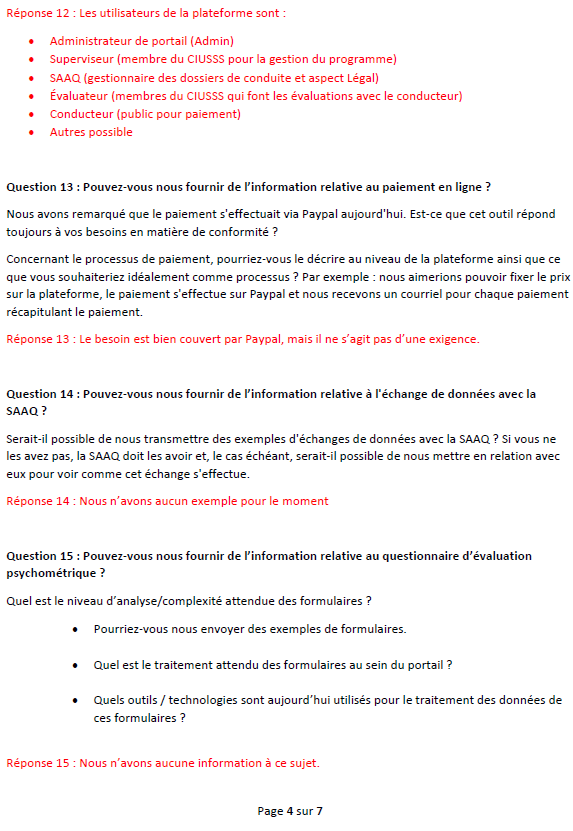 Réponse 12 : Les utilisateurs de la plateforme sont :
• Administrateur de portail (Admin)
• Superviseur (membre du CIUSSS pour la gestion du programme)
• SAAQ (gestionnaire des dossiers de conduite et aspect Légal)
• Évaluateur (membres du CIUSSS qui font les évaluations avec le conducteur)
• Conducteur (public pour paiement)
• Autres possible
Question 13 : Pouvez-vous nous fournir de l’information relative au paiement en ligne ?
Nous avons remarqué que le paiement s'effectuait via Paypal aujourd'hui. Est-ce que cet outil répond
toujours à vos besoins en matière de conformité ?
Concernant le processus de paiement, pourriez-vous le décrire au niveau de la plateforme ainsi que ce
que vous souhaiteriez idéalement comme processus ? Par exemple : nous aimerions pouvoir fixer le prix
sur la plateforme, le paiement s'effectue sur Paypal et nous recevons un courriel pour chaque paiement
récapitulant le paiement.
Réponse 13 : Le besoin est bien couvert par Paypal, mais il ne s’agit pas d’une exigence.
Question 14 : Pouvez-vous nous fournir de l’information relative à l'échange de données avec la
SAAQ ?
Serait-il possible de nous transmettre des exemples d'échanges de données avec la SAAQ ? Si vous ne
les avez pas, la SAAQ doit les avoir et, le cas échéant, serait-il possible de nous mettre en relation avec
eux pour voir comme cet échange s'effectue.
Réponse 14 : Nous n’avons aucun exemple pour le moment
Question 15 : Pouvez-vous nous fournir de l’information relative au questionnaire d’évaluation
psychométrique ?
Quel est le niveau d’analyse/complexité attendue des formulaires ?
• Pourriez-vous nous envoyer des exemples de formulaires.
• Quel est le traitement attendu des formulaires au sein du portail ?
• Quels outils / technologies sont aujourd’hui utilisés pour le traitement des données de
ces formulaires ?
Réponse 15 : Nous n’avons aucune information à ce sujet.
Page 4 sur 7